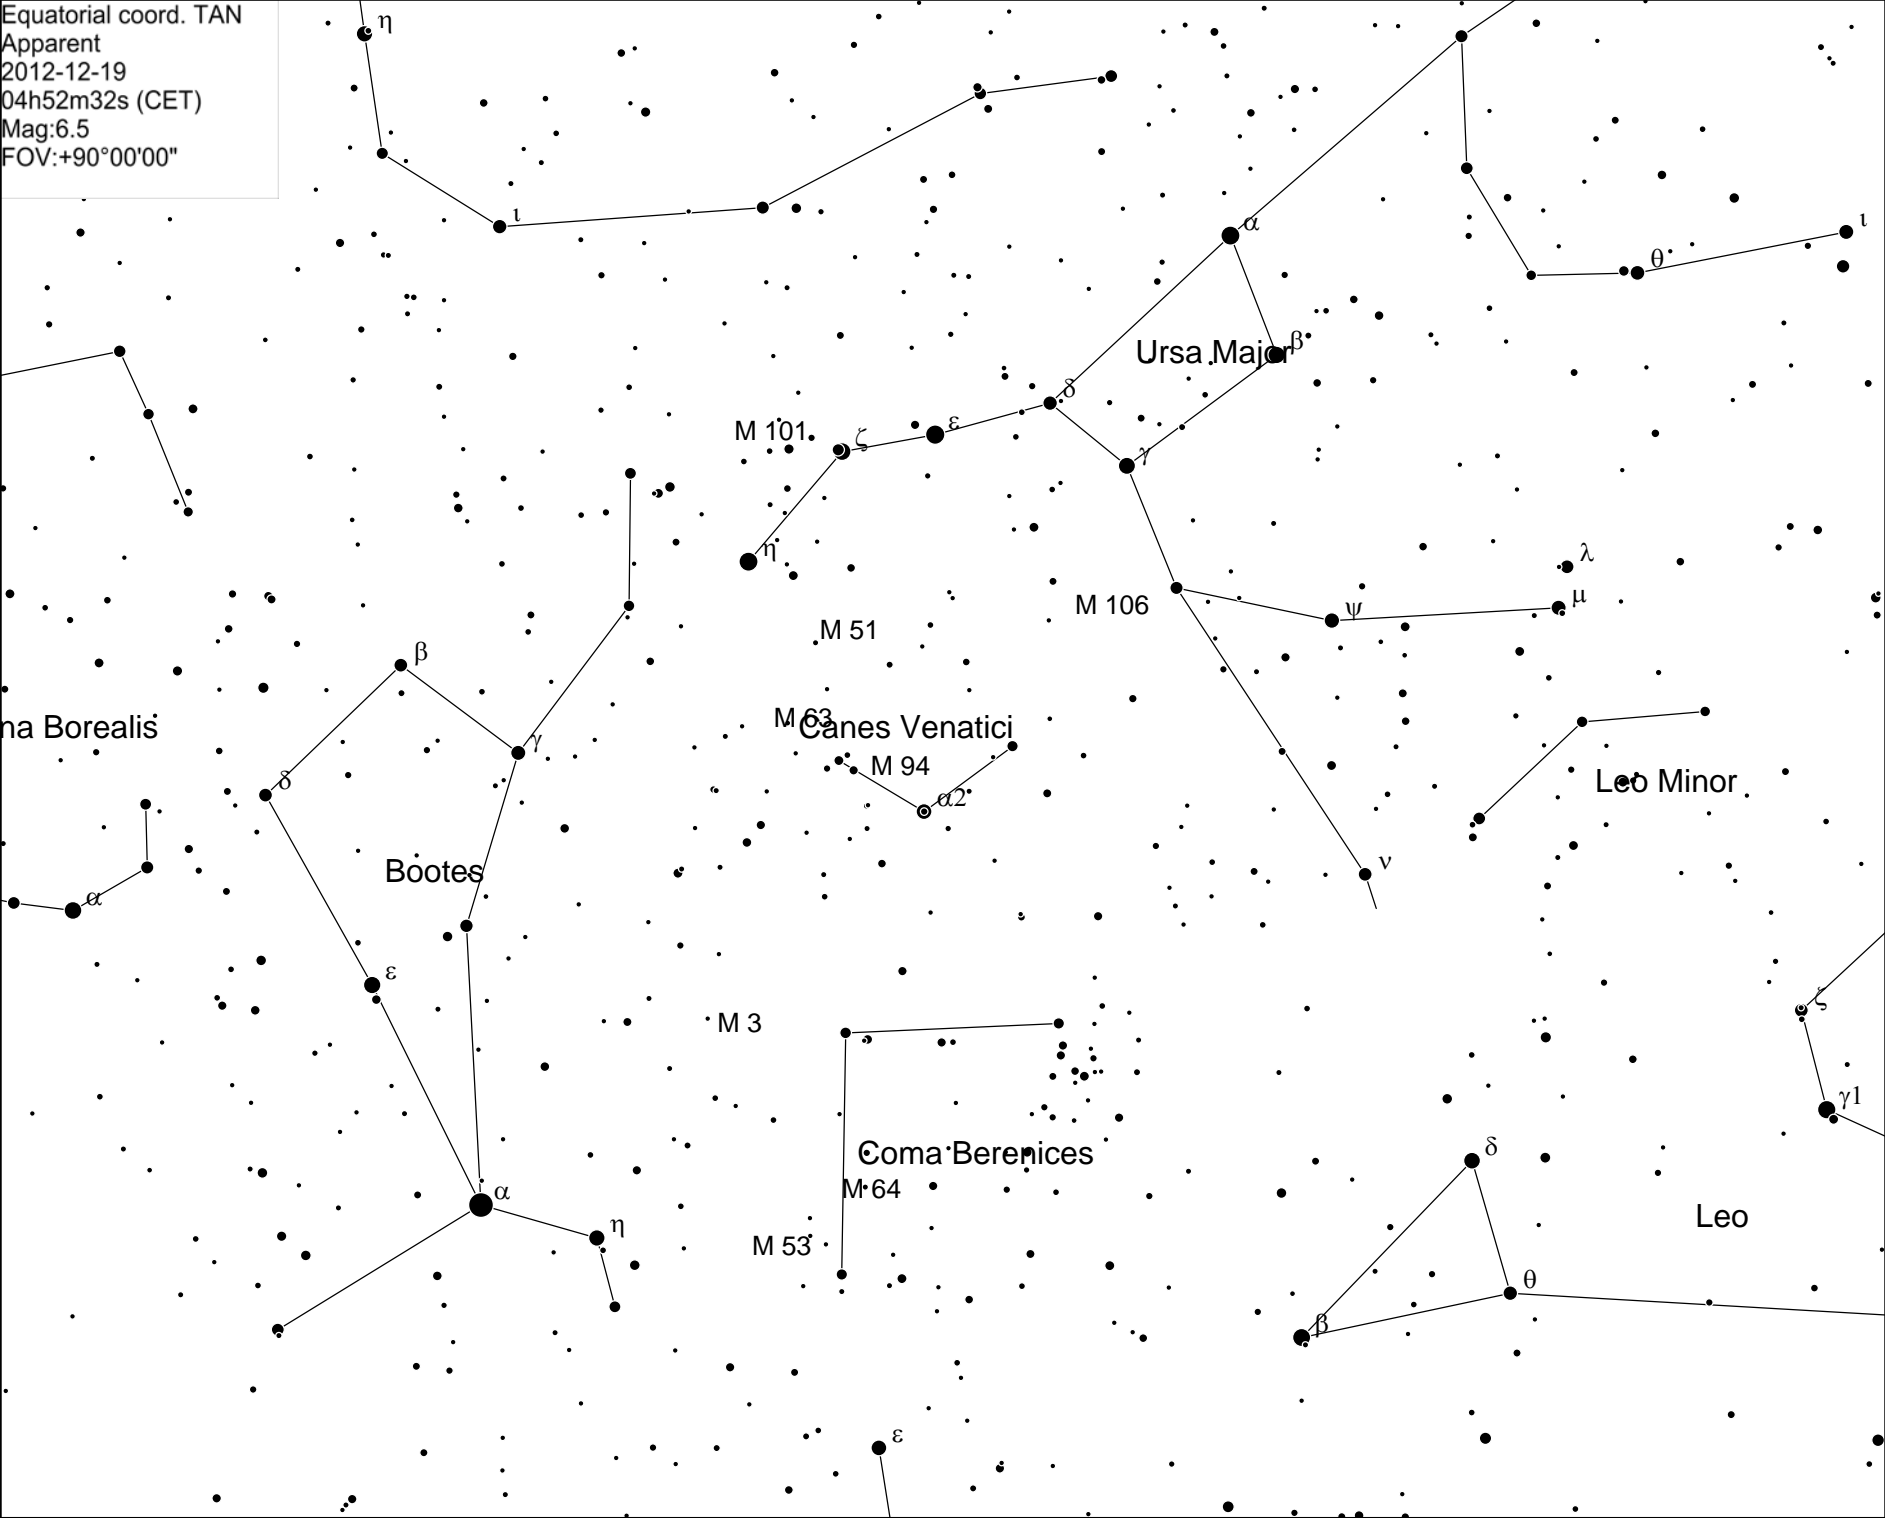 Equatorial coord. TAN
Apparent
2012-12-19
04h52m32s (CET)
Mag:6.5
FOV:+90°00'00"
η
ι
α
ι
θ
Ursa Major
β
δ
M 101
ζ
ε
γ
η
λ
M 106
ψ
μ
M 51
β
na Borealis
M 63
Canes Venatici
γ
M 94
α2
δ
Leo Minor
Bootes
ν
α
ε
ζ
M 3
γ1
Coma Berenices
δ
M 64
α
Leo
η
M 53
θ
β
ε